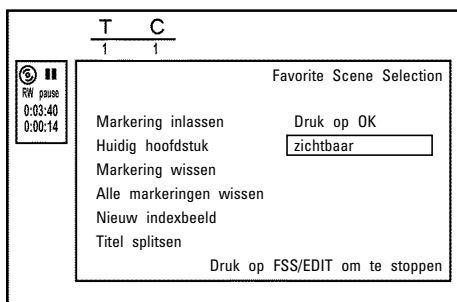 T C
1 1
RW pause
0:03:40
0:00:14
Favorite Scene Selection
Markering inlassen Druk op OK
Huidig hoofdstuk zichtbaar
Markering wissen
Alle markeringen wissen
Nieuw indexbeeld
Titel splitsen
Druk op FSS/EDIT om te stoppen